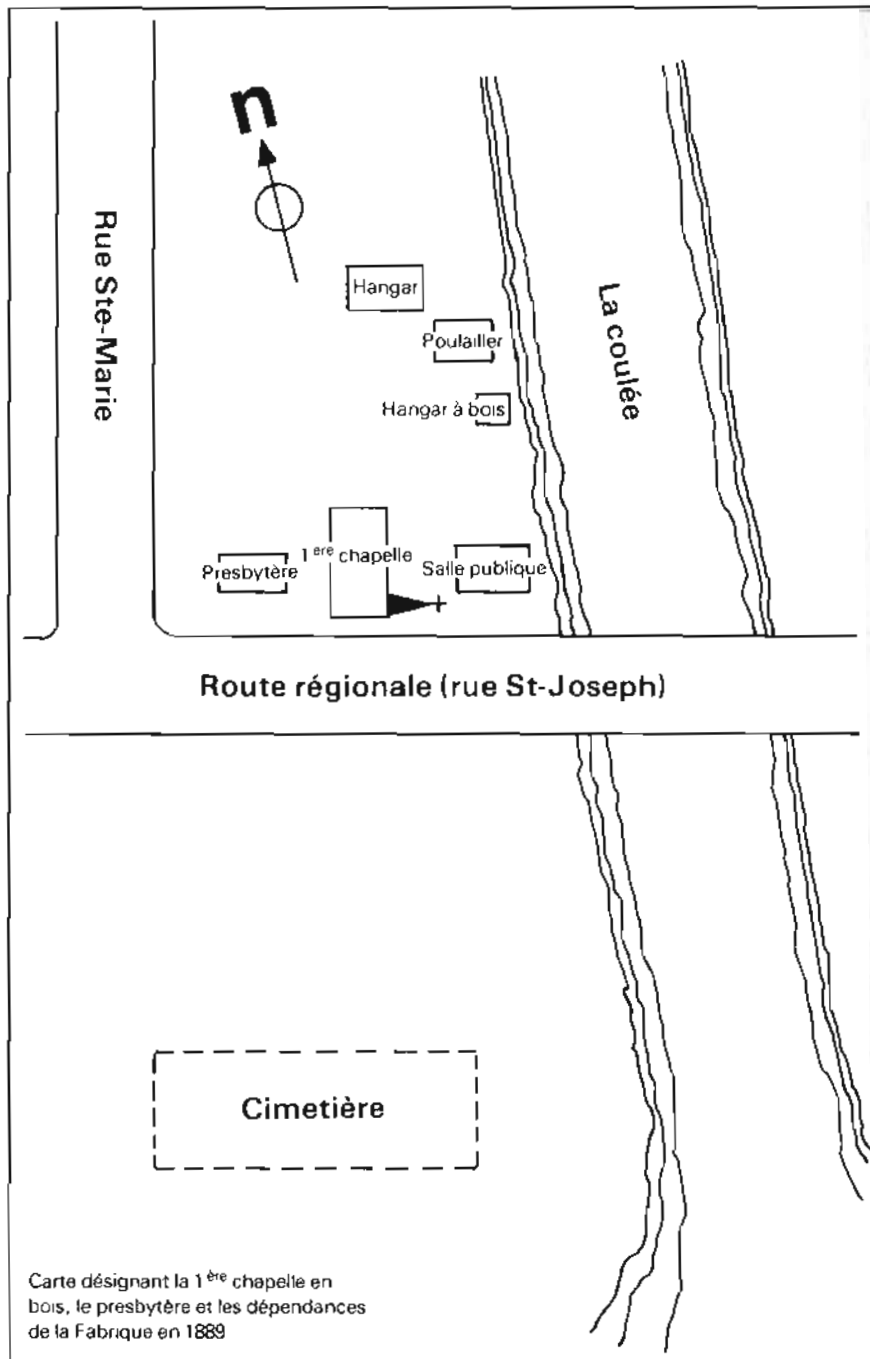 n
Rue Ste-Marie
Hangar
Poulailler
Hangar à bois
La coulée
Presbytère
1ère chapelle
Salle publique
Route régionale (rue St-Joseph)
Cimetière
Carte désignant la 1ère chapelle en
bois, le presbytère et les dépendances
de la Fabrique en 1889